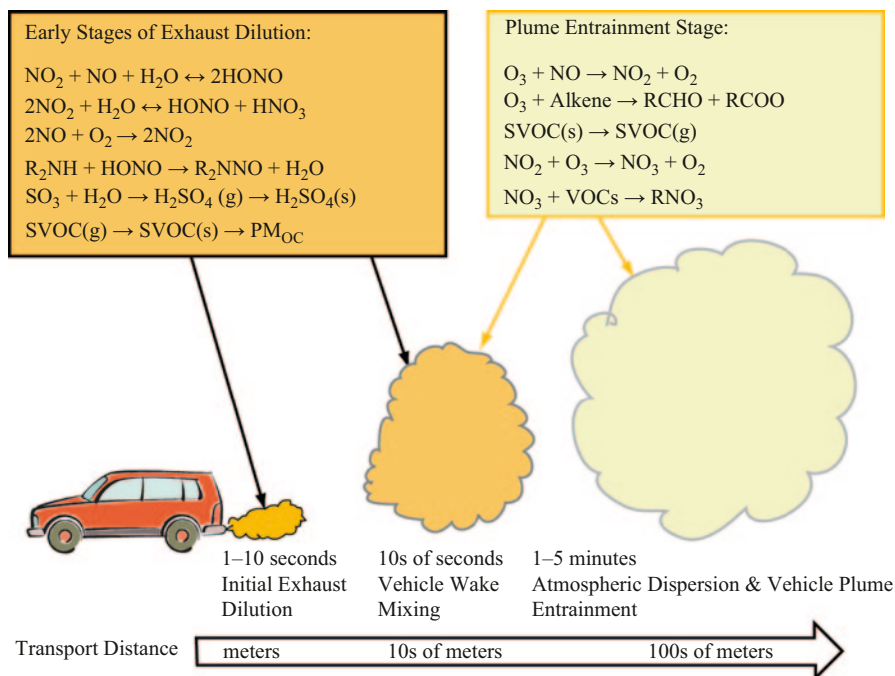 Early Stages of Exhaust Dilution:
NO₂ + NO + H₂O ↔ 2HONO
2NO₂ + H₂O ↔ HONO + HNO₃
2NO + O₂ → 2NO₂
R₂NH + HONO → R₂NNO + H₂O
SO₃ + H₂O → H₂SO₄ (g) → H₂SO₄(s)
SVOC(g) → SVOC(s) → PM_OC
Plume Entrainment Stage:
O₃ + NO → NO₂ + O₂
O₃ + Alkene → RCHO + RCOO
SVOC(s) → SVOC(g)
NO₂ + O₃ → NO₃ + O₂
NO₃ + VOCs → RNO₃
1–10 seconds
Initial Exhaust
Dilution
10s of seconds
Vehicle Wake
Mixing
1–5 minutes
Atmospheric Dispersion & Vehicle Plume
Entrainment
Transport Distance
meters
10s of meters
100s of meters